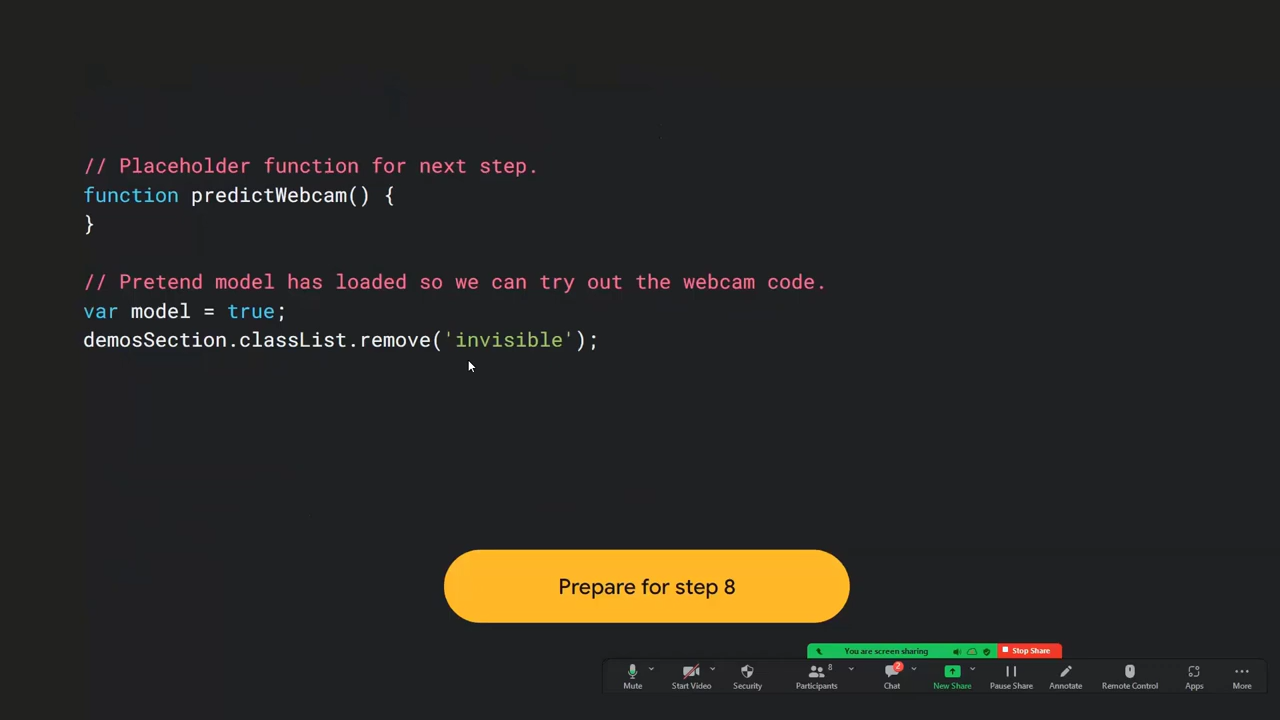 // Placeholder function for next step.
function predictWebcam() {
}
// Pretend model has loaded so we can try out the webcam code.
var model = true;
demosSection.classList.remove('invisible');
Prepare for step 8
You are screen sharing
Stop Share
Mute
Start Video
Security
8
Participants
2
Chat
New Share
Pause Share
Annotate
Remote Control
Apps
More